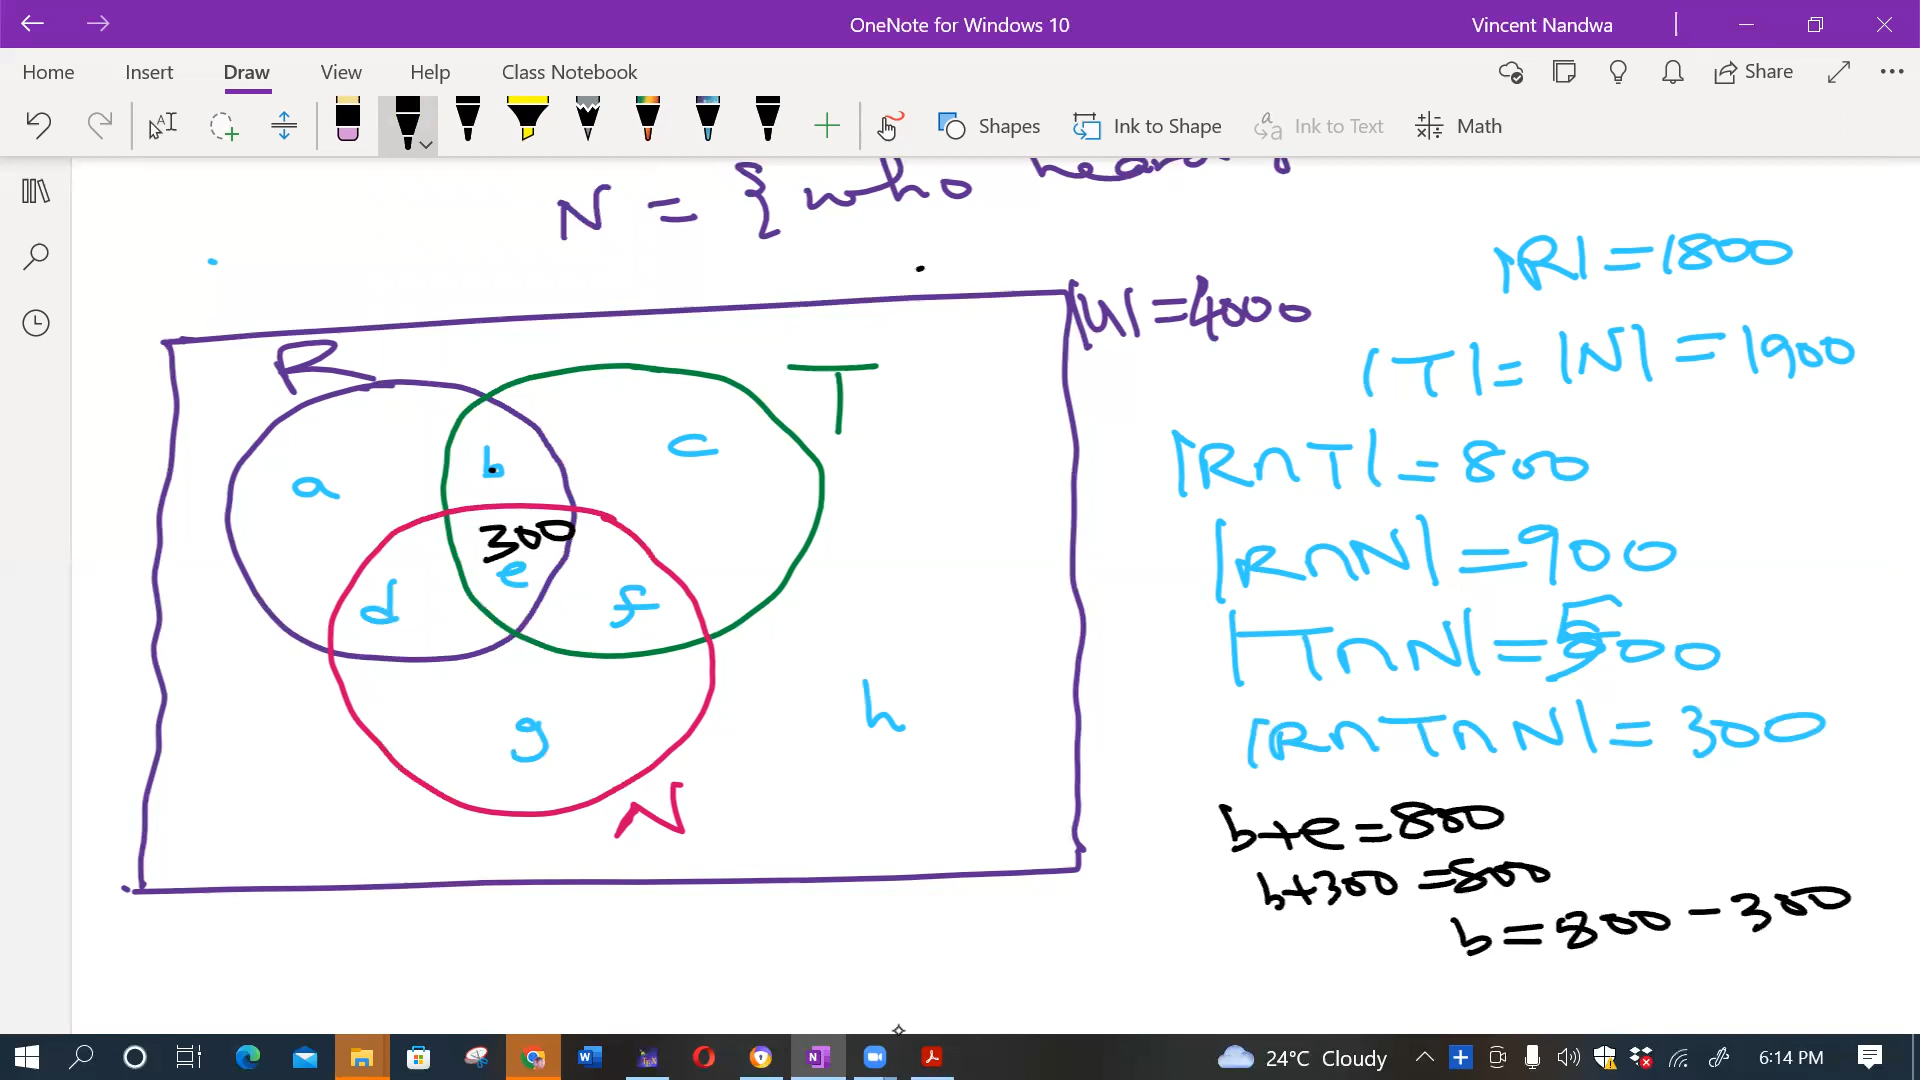 OneNote for Windows 10
Vincent Nandwa
Home Insert Draw View Help Class Notebook
Share
Shapes Ink to Shape Ink to Text Math
N = { who heard
|R| = 1800
|U| = 4000
|T| = |N| = 1900
R
T
|R∩T| = 800
b
c
a
300
|R∩N| = 900
e
d
f
|T∩N| = 500
g
h
|R∩T∩N| = 300
N
b+e = 800
b+300 = 800
b = 800 - 300
24°C Cloudy
6:14 PM